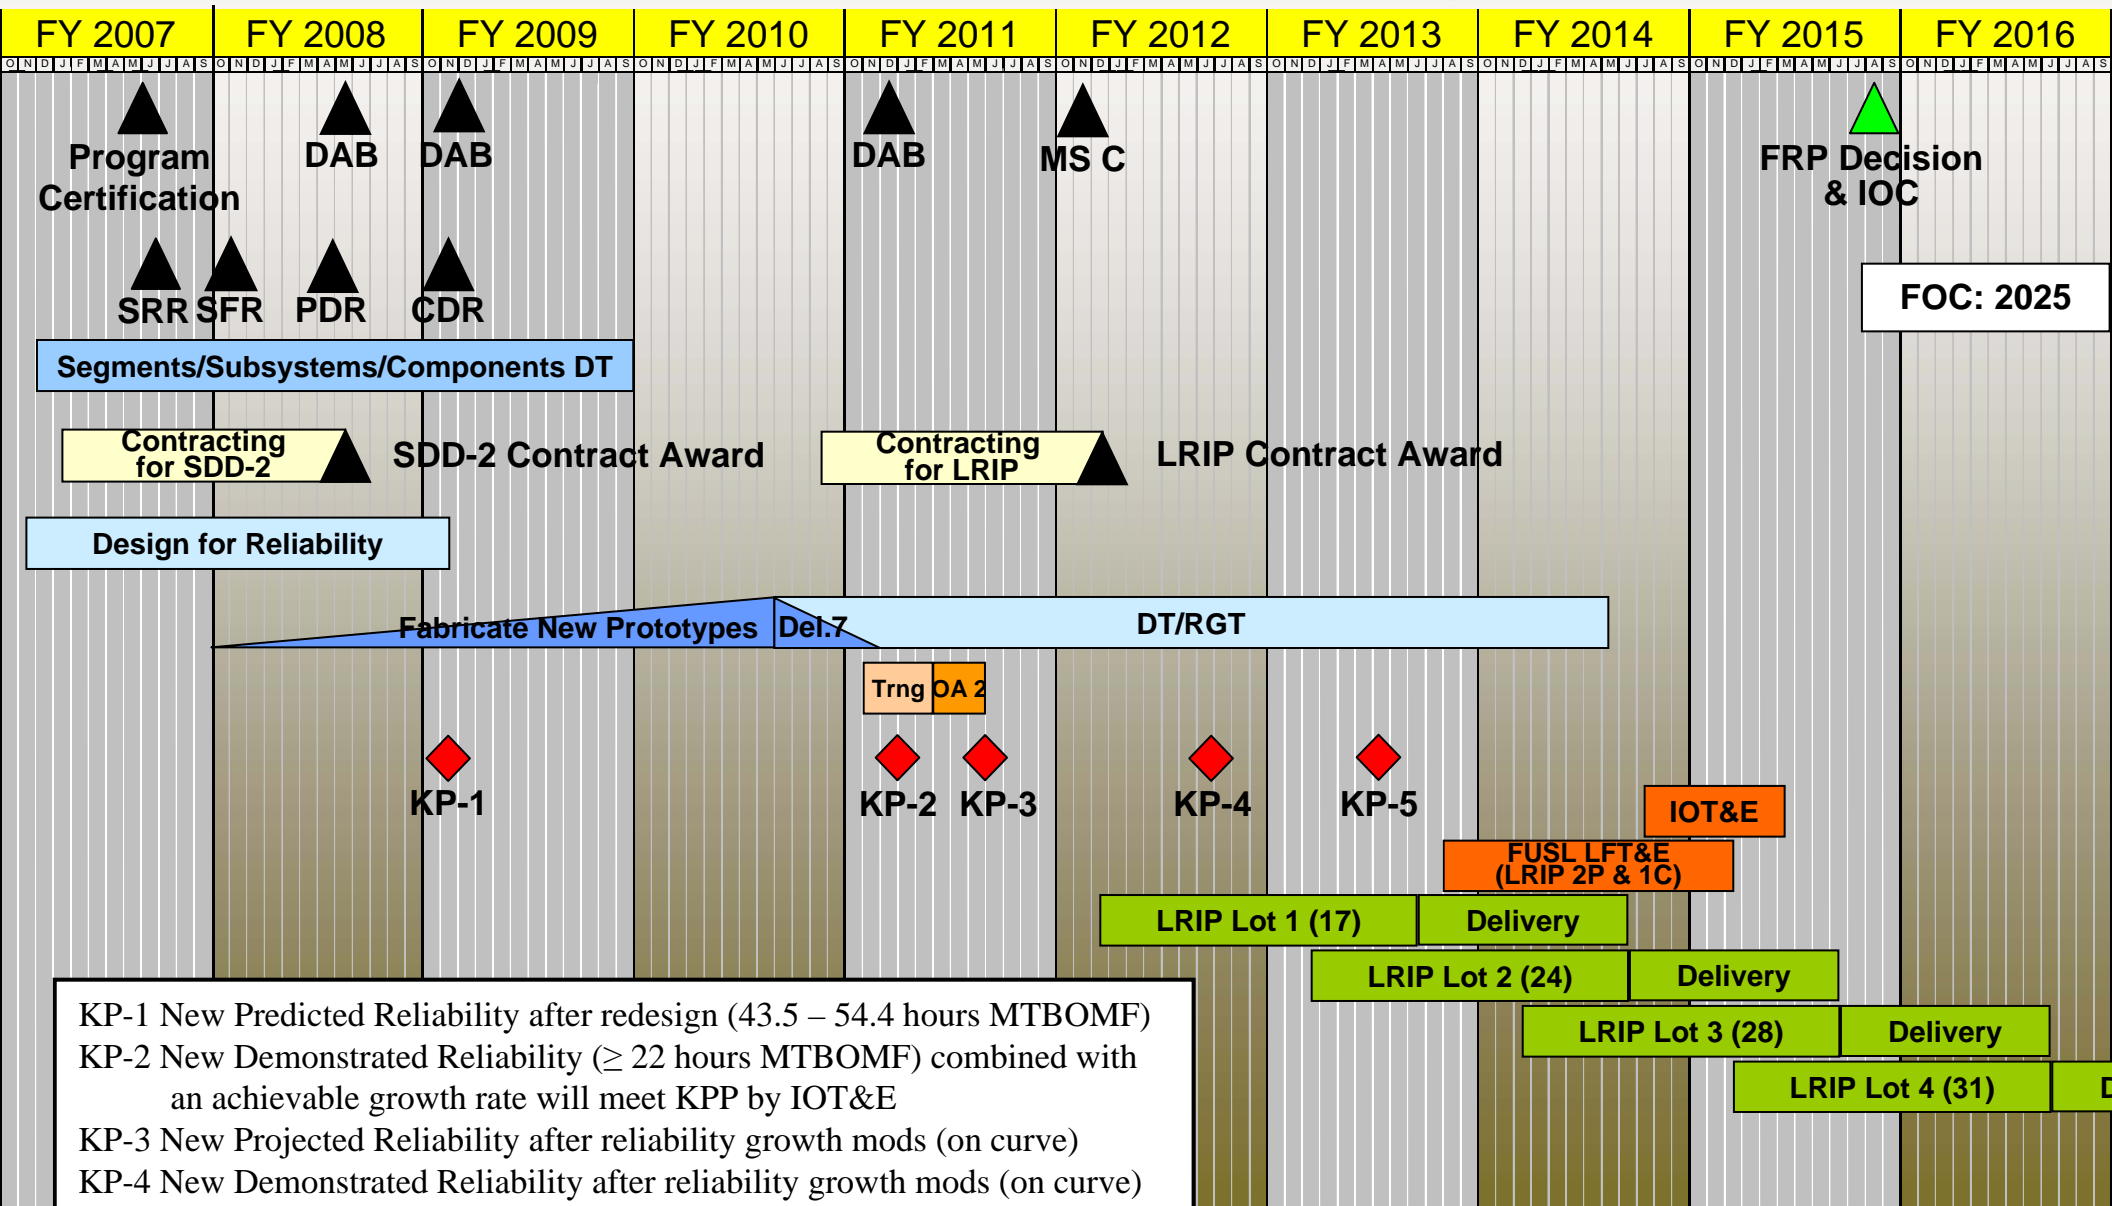 FY 2007 FY 2008 FY 2009 FY 2010 FY 2011 FY 2012 FY 2013 FY 2014 FY 2015 FY 2016
O N D J F M A M J J A S O N D J F M A M J J A S O N D J F M A M J J A S O N D J F M A M J J A S O N D J F M A M J J A S O N D J F M A M J J A S O N D J F M A M J J A S O N D J F M A M J J A S O N D J F M A M J J A S O N D J F M A M J J A S
Program
Certification
DAB
DAB
DAB
MS C
FRP Decision
& IOC
SRR
SFR
PDR
CDR
FOC: 2025
Segments/Subsystems/Components DT
Contracting
for SDD-2
SDD-2 Contract Award
Contracting
for LRIP
LRIP Contract Award
Design for Reliability
Fabricate New Prototypes
Del.7
DT/RGT
Trng
OA 2
KP-1
KP-2
KP-3
KP-4
KP-5
IOT&E
FUSL LFT&E
(LRIP 2P & 1C)
LRIP Lot 1 (17)
Delivery
LRIP Lot 2 (24)
Delivery
LRIP Lot 3 (28)
Delivery
LRIP Lot 4 (31)
KP-1 New Predicted Reliability after redesign (43.5 – 54.4 hours MTBOMF)
KP-2 New Demonstrated Reliability (≥ 22 hours MTBOMF) combined with
an achievable growth rate will meet KPP by IOT&E
KP-3 New Projected Reliability after reliability growth mods (on curve)
KP-4 New Demonstrated Reliability after reliability growth mods (on curve)